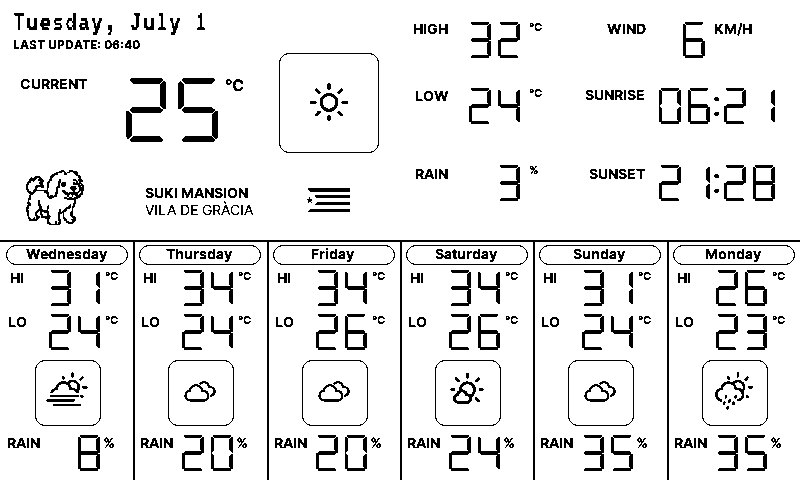 Tuesday, July 1
LAST UPDATE: 06:40
CURRENT 25 °C
HIGH 32 °C
LOW 24 °C
RAIN 3 %
WIND 6 KM/H
SUNRISE 06:21
SUNSET 21:28
SUKI MANSION
VILA DE GRÀCIA
Wednesday
HI 31 °C
LO 24 °C
RAIN 8 %
Thursday
HI 34 °C
LO 24 °C
RAIN 20 %
Friday
HI 34 °C
LO 26 °C
RAIN 20 %
Saturday
HI 34 °C
LO 26 °C
RAIN 24 %
Sunday
HI 31 °C
LO 24 °C
RAIN 35 %
Monday
HI 26 °C
LO 23 °C
RAIN 35 %